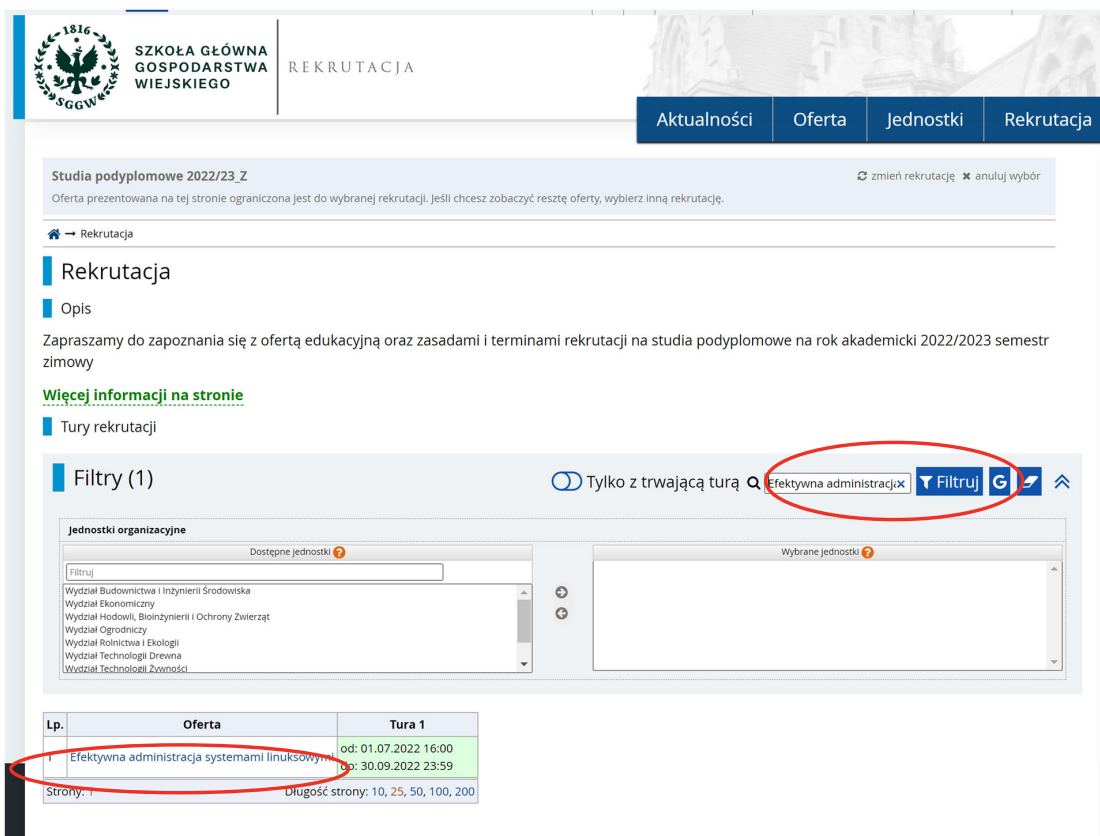 1816
SGGW
SZKOŁA GŁÓWNA
GOSPODARSTWA
WIEJSKIEGO
REKRUTACJA
Aktualności
Oferta
Jednostki
Rekrutacja
Studia podyplomowe 2022/23_Z
zmień rekrutację anuluj wybór
Oferta prezentowana na tej stronie ograniczona jest do wybranej rekrutacji. Jeśli chcesz zobaczyć resztę oferty, wybierz inną rekrutację.
→ Rekrutacja
Rekrutacja
Opis
Zapraszamy do zapoznania się z ofertą edukacyjną oraz zasadami i terminami rekrutacji na studia podyplomowe na rok akademicki 2022/2023 semestr
zimowy
Więcej informacji na stronie
Tury rekrutacji
Filtry (1)
Tylko z trwającą turą
Efektywna administracja
Filtruj
G
Jednostki organizacyjne
Dostępne jednostki ?
Wybrane jednostki ?
Filtruj
Wydział Budownictwa i Inżynierii Środowiska
Wydział Ekonomiczny
Wydział Hodowli, Bioinżynierii i Ochrony Zwierząt
Wydział Ogrodniczy
Wydział Rolnictwa i Ekologii
Wydział Technologii Drewna
Wydział Technologii Żywności
Lp. Oferta Tura 1
1 Efektywna administracja systemami linuksowymi
od: 01.07.2022 16:00
do: 30.09.2022 23:59
Strony: 1
Długość strony: 10, 25, 50, 100, 200